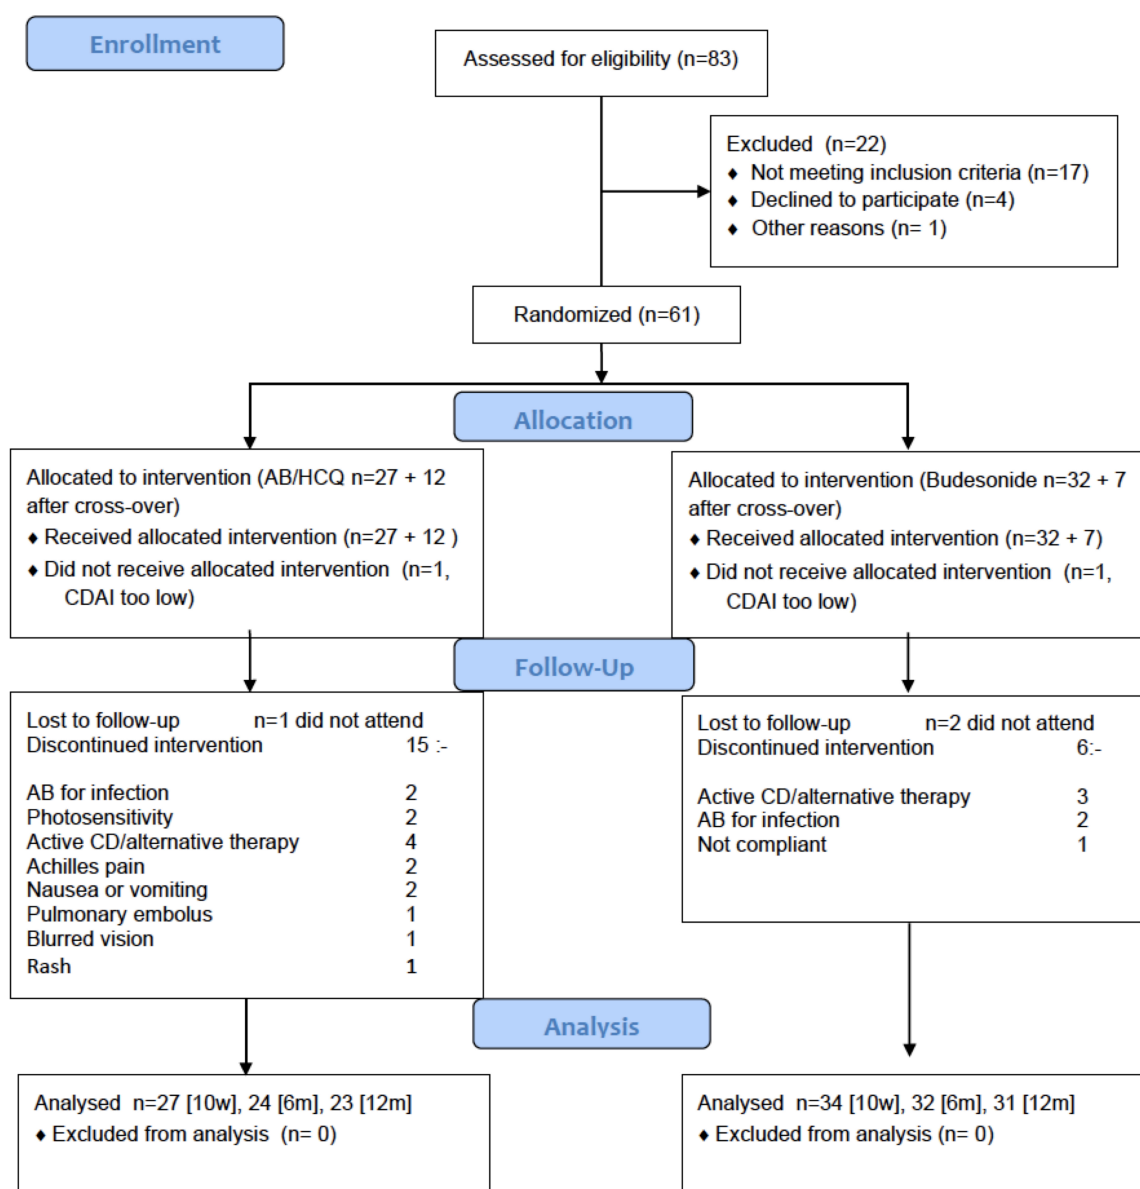 Enrollment
Assessed for eligibility (n=83)
Excluded (n=22)
♦ Not meeting inclusion criteria (n=17)
♦ Declined to participate (n=4)
♦ Other reasons (n= 1)
Randomized (n=61)
Allocation
Allocated to intervention (AB/HCQ n=27 + 12
after cross-over)
♦ Received allocated intervention (n=27 + 12 )
♦ Did not receive allocated intervention (n=1,
CDAI too low)
Allocated to intervention (Budesonide n=32 + 7
after cross-over)
♦ Received allocated intervention (n=32 + 7)
♦ Did not receive allocated intervention (n=1,
CDAI too low)
Follow-Up
Lost to follow-up n=1 did not attend
Discontinued intervention 15 :-
AB for infection 2
Photosensitivity 2
Active CD/alternative therapy 4
Achilles pain 2
Nausea or vomiting 2
Pulmonary embolus 1
Blurred vision 1
Rash 1
Lost to follow-up n=2 did not attend
Discontinued intervention 6:-
Active CD/alternative therapy 3
AB for infection 2
Not compliant 1
Analysis
Analysed n=27 [10w], 24 [6m], 23 [12m]
♦ Excluded from analysis (n= 0)
Analysed n=34 [10w], 32 [6m], 31 [12m]
♦ Excluded from analysis (n= 0)